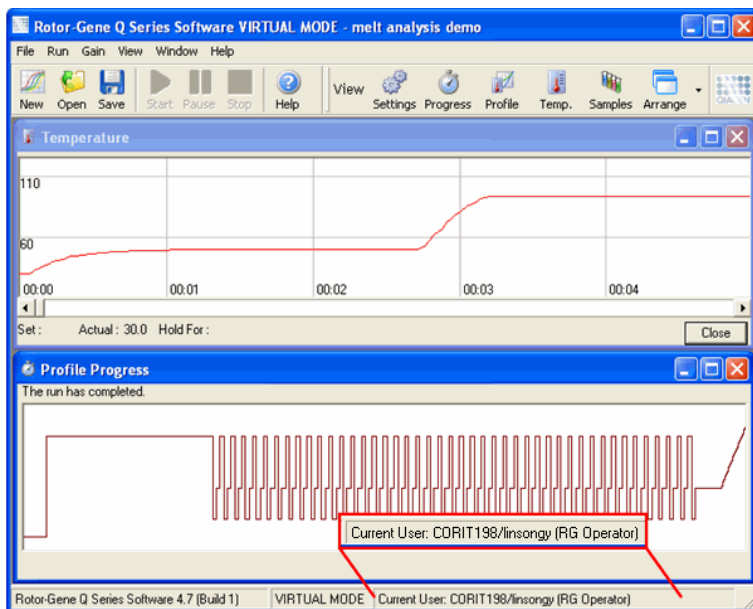 Rotor-Gene Q Series Software VIRTUAL MODE - melt analysis demo
File Run Gain View Window Help
New Open Save Start Pause Stop Help View Settings Progress Profile Temp. Samples Arrange
QIAGEN
Temperature
110
60
00:00 00:01 00:02 00:03 00:04
Set : Actual : 30.0 Hold For : Close
Profile Progress
The run has completed.
Current User: CORIT198/linsongy (RG Operator)
Rotor-Gene Q Series Software 4.7 (Build 1) VIRTUAL MODE Current User: CORIT198/linsongy (RG Operator)